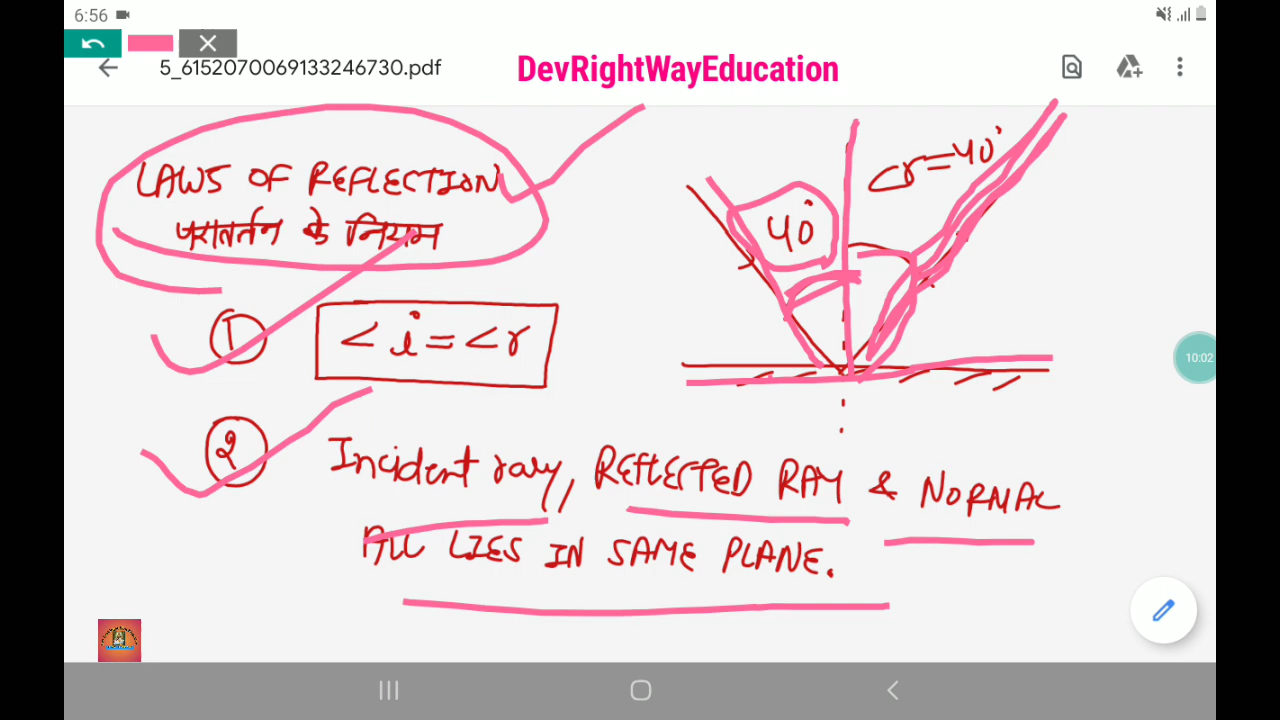 6:56
5_6152070069133246730.pdf
DevRightWayEducation
LAWS OF REFLECTION
परावर्तन के नियम
40°
<r=40°
① <i=<r
10:02
② Incident ray, REFLECTED RAY & NORMAL
ALL LIES IN SAME PLANE.